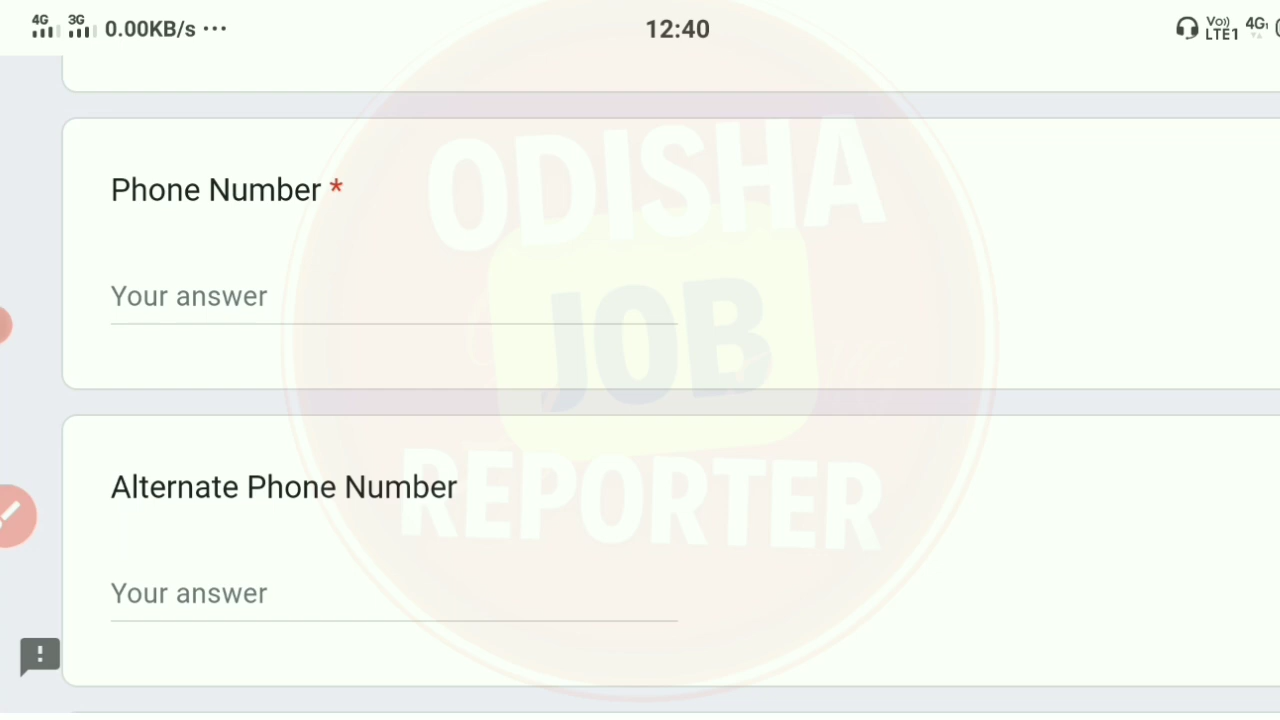 4G 3G 0.00KB/s ... 12:40 Vo)) LTE1 4G
Phone Number *
Your answer
Alternate Phone Number
Your answer
ODISHA
JOB
REPORTER